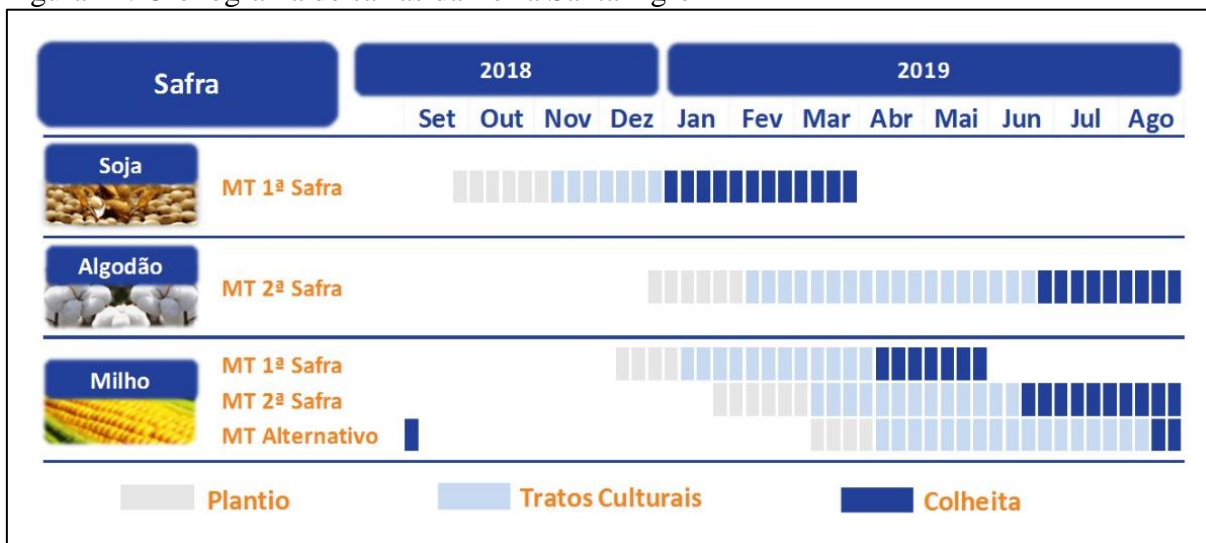 Safra
2018
2019
Set Out Nov Dez Jan Fev Mar Abr Mai Jun Jul Ago
Soja
MT 1ª Safra
Algodão
MT 2ª Safra
Milho
MT 1ª Safra
MT 2ª Safra
MT Alternativo
Plantio
Tratos Culturais
Colheita